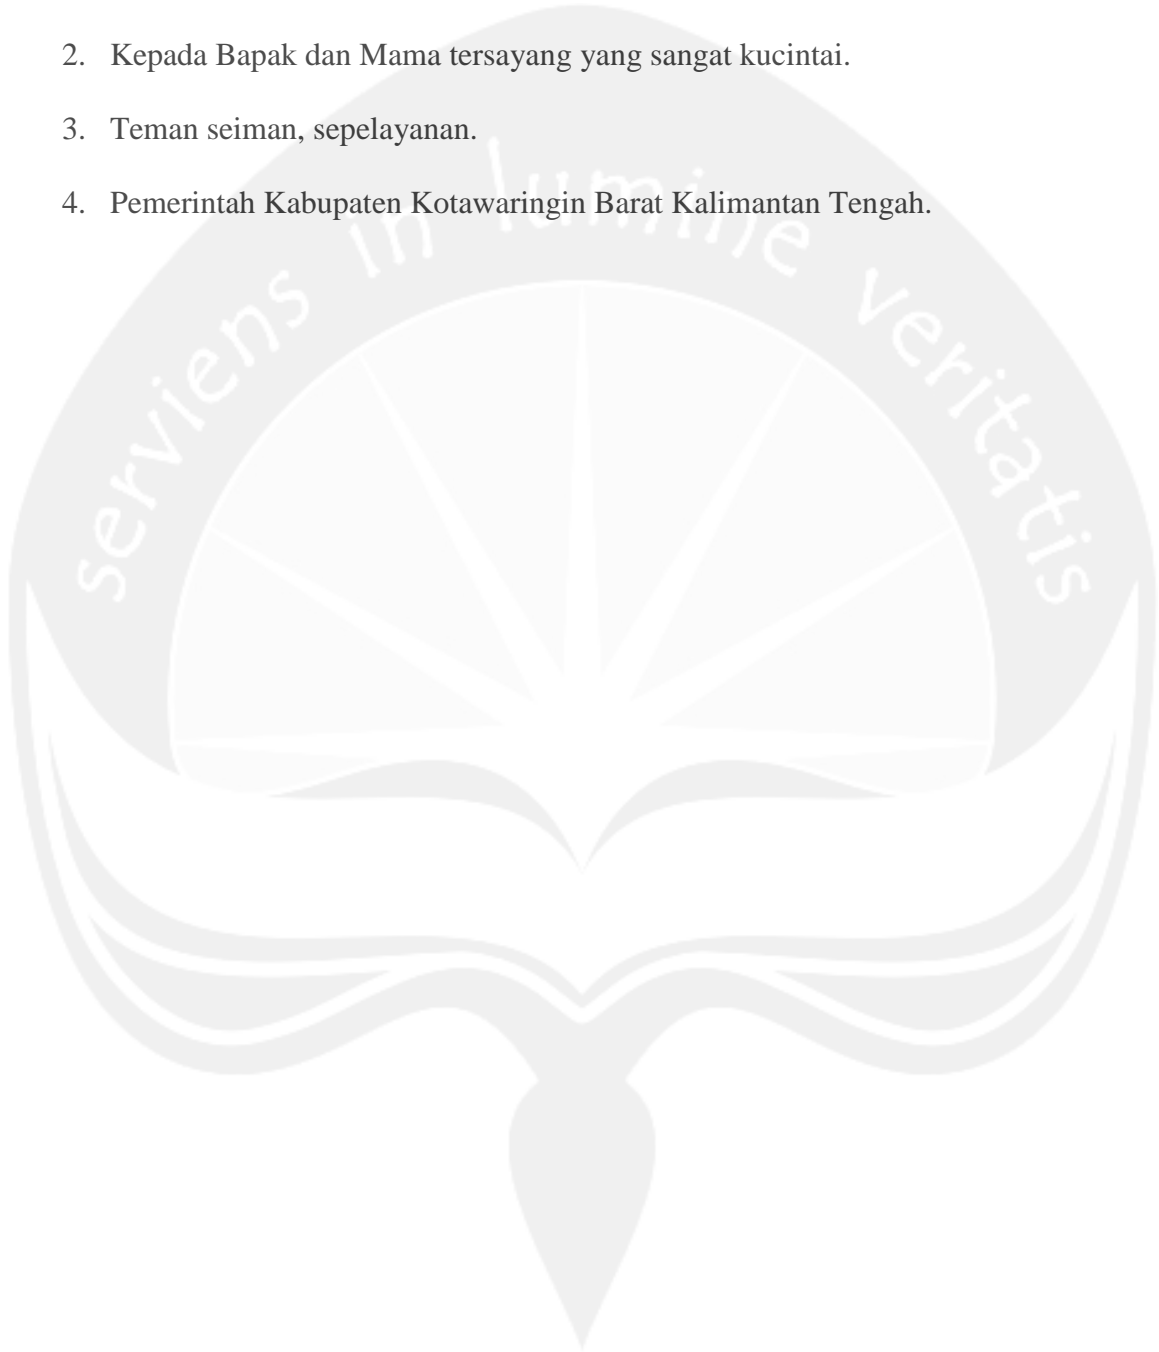 2. Kepada Bapak dan Mama tersayang yang sangat kucintai.
3. Teman seiman, sepelayanan.
4. Pemerintah Kabupaten Kotawaringin Barat Kalimantan Tengah.
serviens in lumine veritatis